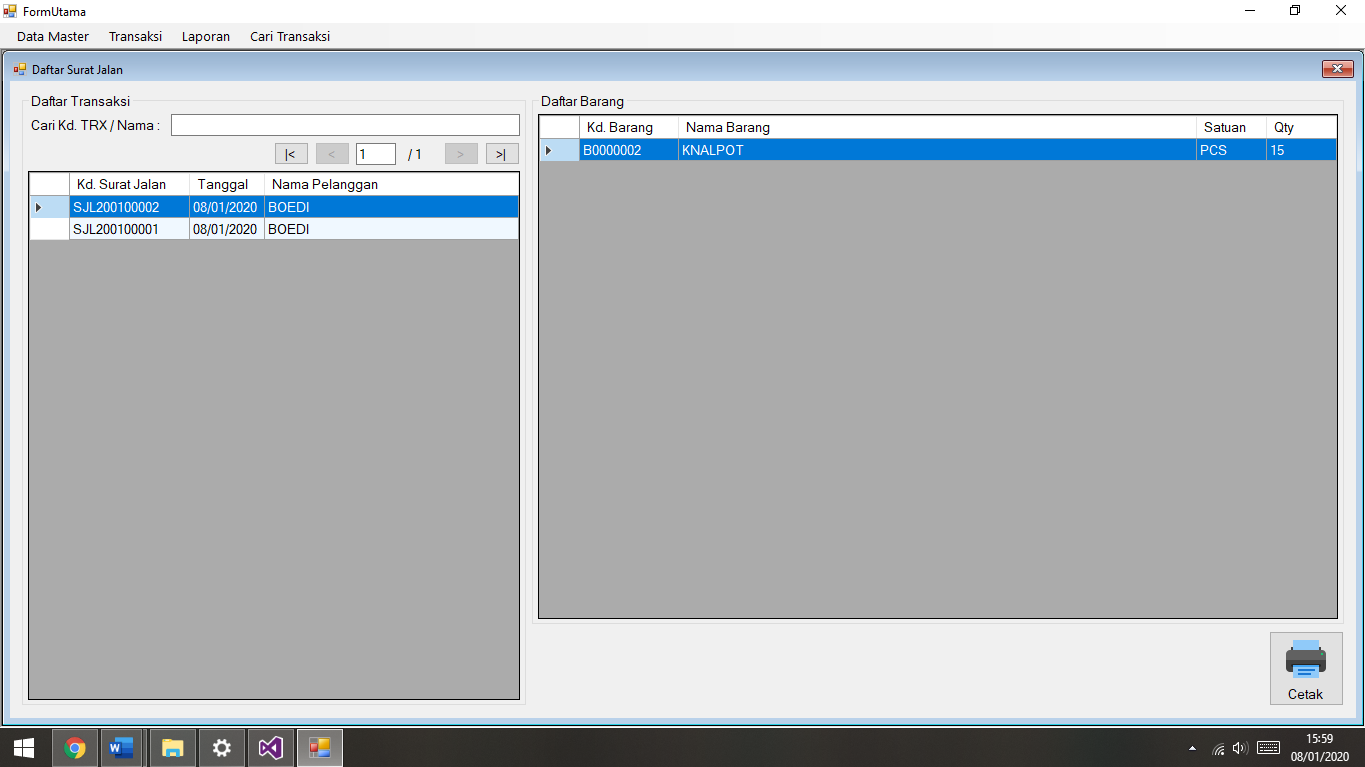 FormUtama
Data Master Transaksi Laporan Cari Transaksi
Daftar Surat Jalan
Daftar Transaksi
Cari Kd. TRX / Nama :
|< < 1 / 1 > >|
Kd. Surat Jalan Tanggal Nama Pelanggan
SJL200100002 08/01/2020 BOEDI
SJL200100001 08/01/2020 BOEDI
Daftar Barang
Kd. Barang Nama Barang Satuan Qty
B0000002 KNALPOT PCS 15
Cetak
15:59
08/01/2020